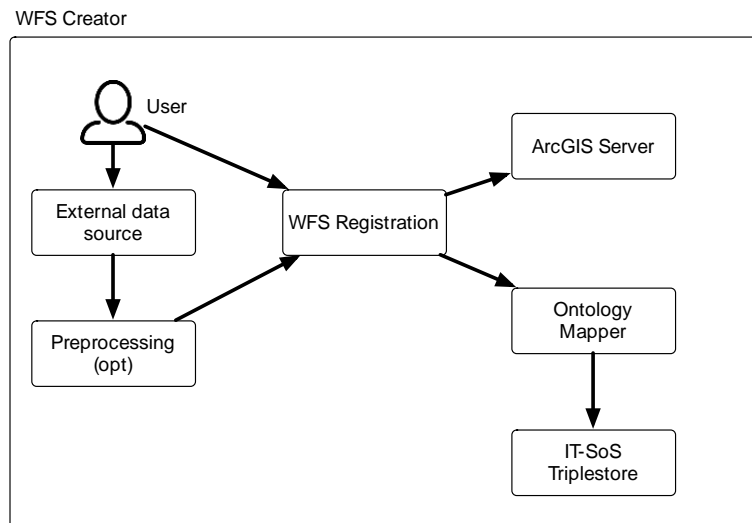 WFS Creator
User
ArcGIS Server
External data
source
WFS Registration
Preprocessing
(opt)
Ontology
Mapper
IT-SoS
Triplestore